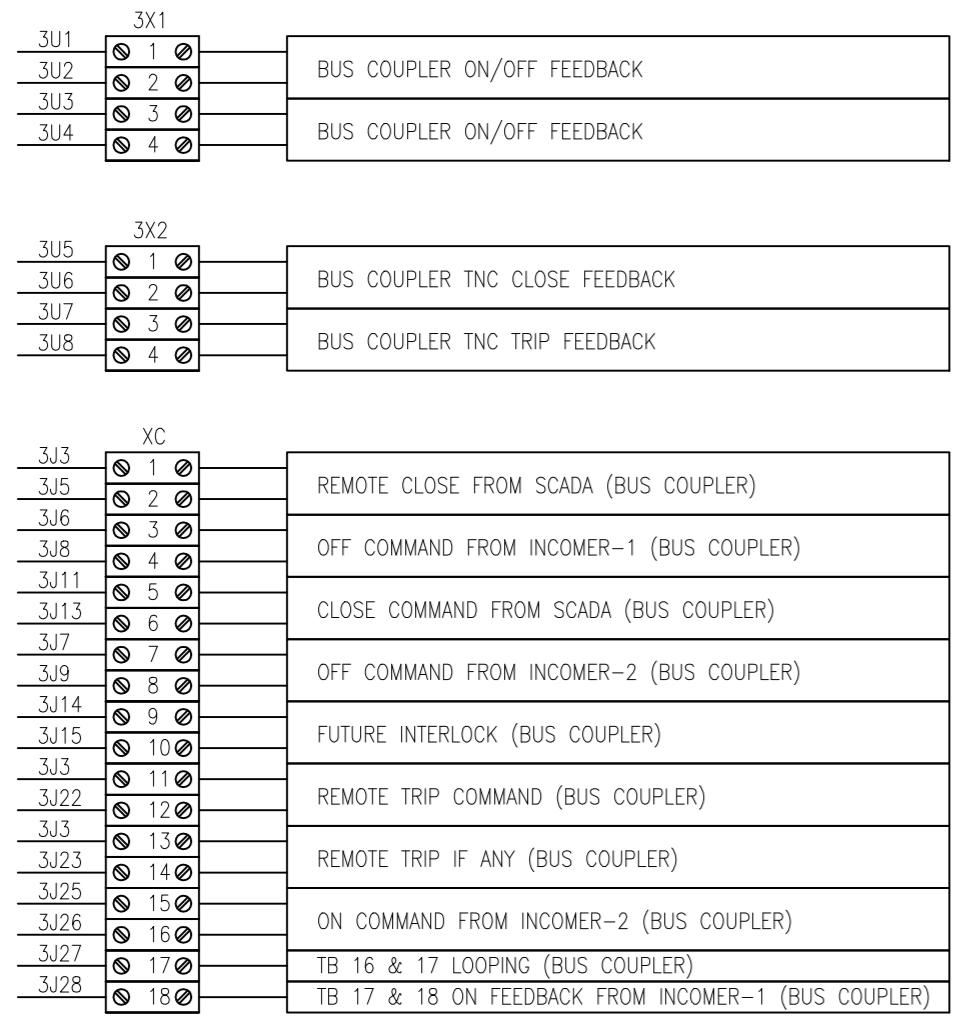 3X1
3U1 1
3U2 2 BUS COUPLER ON/OFF FEEDBACK
3U3 3
3U4 4 BUS COUPLER ON/OFF FEEDBACK
3X2
3U5 1
3U6 2 BUS COUPLER TNC CLOSE FEEDBACK
3U7 3
3U8 4 BUS COUPLER TNC TRIP FEEDBACK
XC
3J3 1
3J5 2 REMOTE CLOSE FROM SCADA (BUS COUPLER)
3J6 3
3J8 4 OFF COMMAND FROM INCOMER-1 (BUS COUPLER)
3J11 5
3J13 6 CLOSE COMMAND FROM SCADA (BUS COUPLER)
3J7 7
3J9 8 OFF COMMAND FROM INCOMER-2 (BUS COUPLER)
3J14 9
3J15 10 FUTURE INTERLOCK (BUS COUPLER)
3J3 11
3J22 12 REMOTE TRIP COMMAND (BUS COUPLER)
3J3 13
3J23 14 REMOTE TRIP IF ANY (BUS COUPLER)
3J25 15
3J26 16 ON COMMAND FROM INCOMER-2 (BUS COUPLER)
3J27 17 TB 16 & 17 LOOPING (BUS COUPLER)
3J28 18 TB 17 & 18 ON FEEDBACK FROM INCOMER-1 (BUS COUPLER)